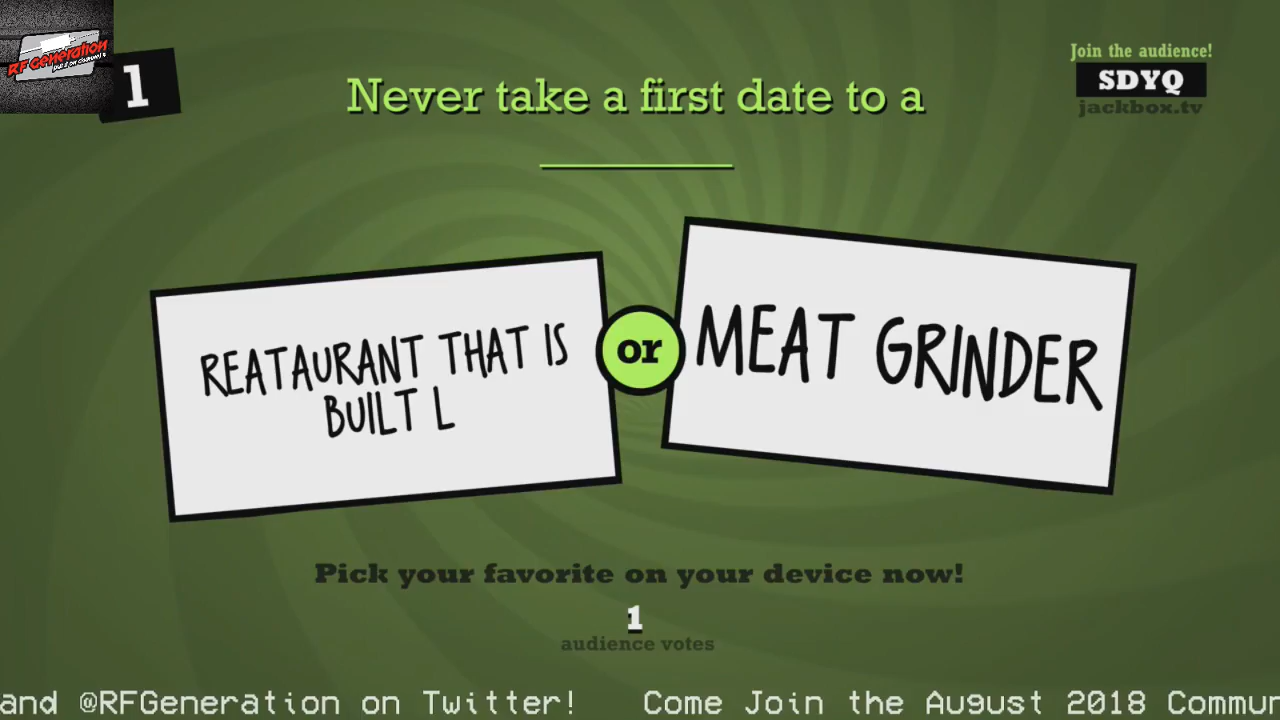 RF Generation
1
Never take a first date to a
Join the audience!
SDYQ
jackbox.tv
REATAURANT THAT IS
BUILT L
or
MEAT GRINDER
Pick your favorite on your device now!
1
audience votes
and @RFGeneration on Twitter! Come Join the August 2018 Commun